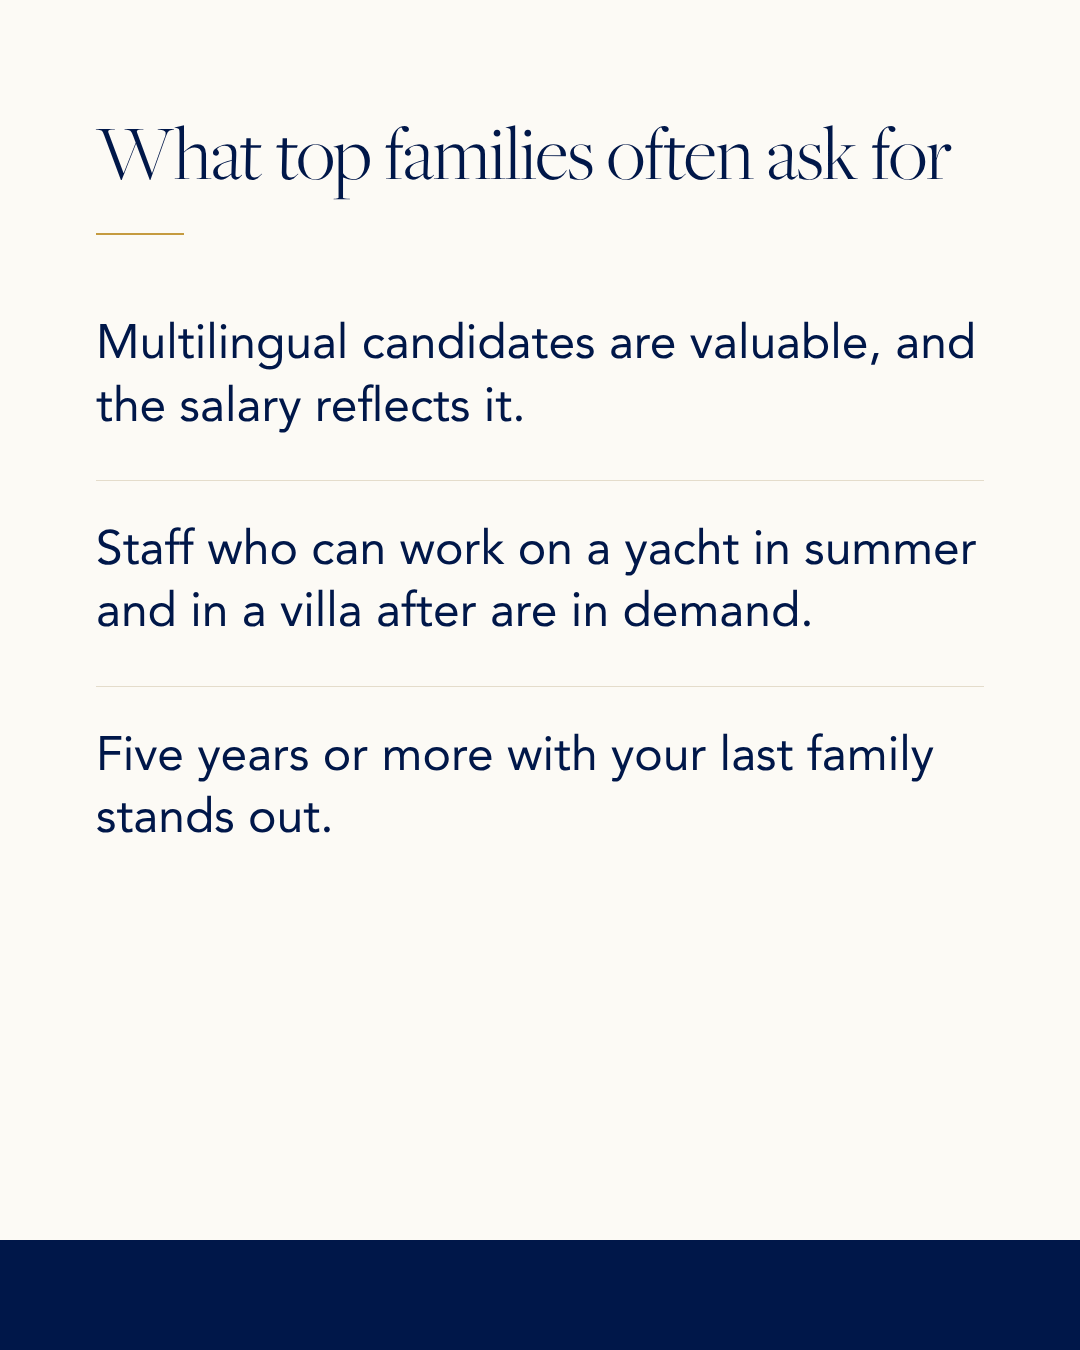 What top families often ask for
Multilingual candidates are valuable, and
the salary reflects it.
Staff who can work on a yacht in summer
and in a villa after are in demand.
Five years or more with your last family
stands out.